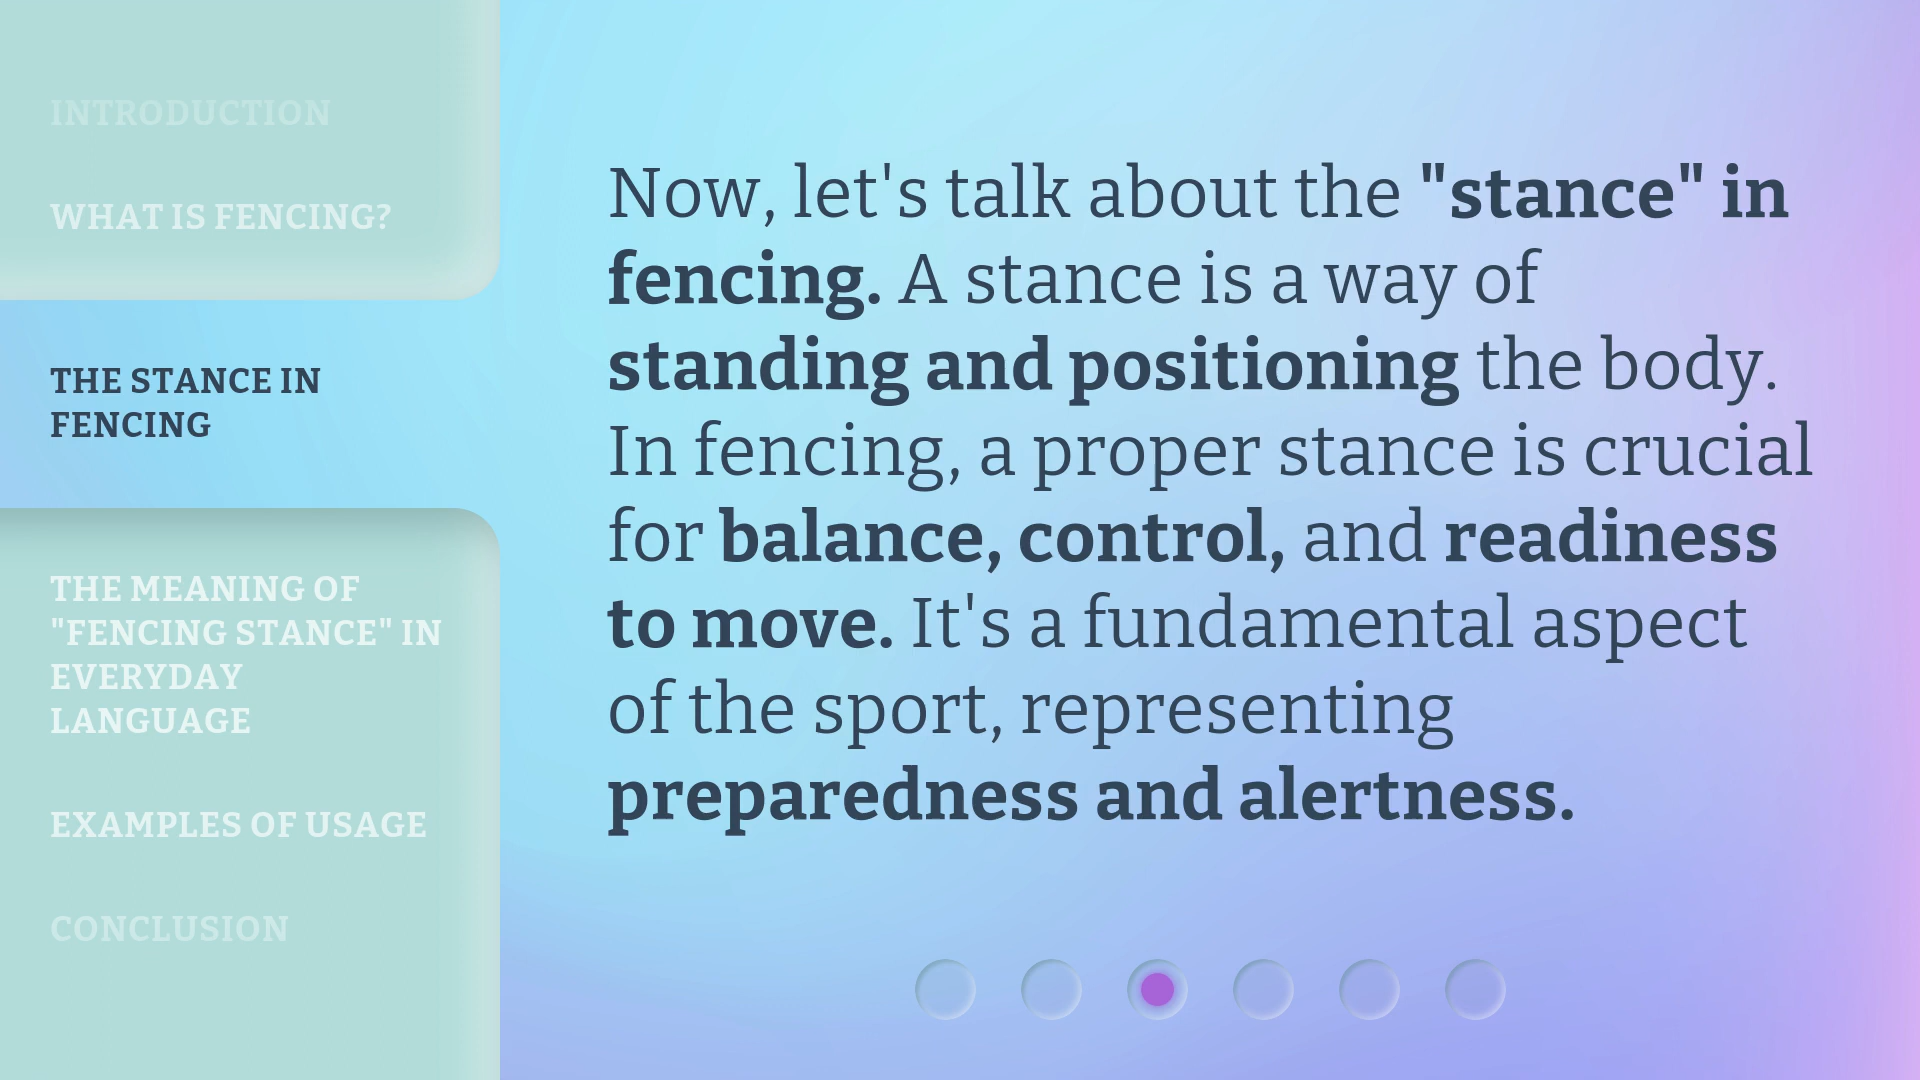 INTRODUCTION
WHAT IS FENCING?
THE STANCE IN
FENCING
THE MEANING OF
"FENCING STANCE" IN
EVERYDAY
LANGUAGE
EXAMPLES OF USAGE
CONCLUSION
Now, let's talk about the "stance" in
fencing. A stance is a way of
standing and positioning the body.
In fencing, a proper stance is crucial
for balance, control, and readiness
to move. It's a fundamental aspect
of the sport, representing
preparedness and alertness.